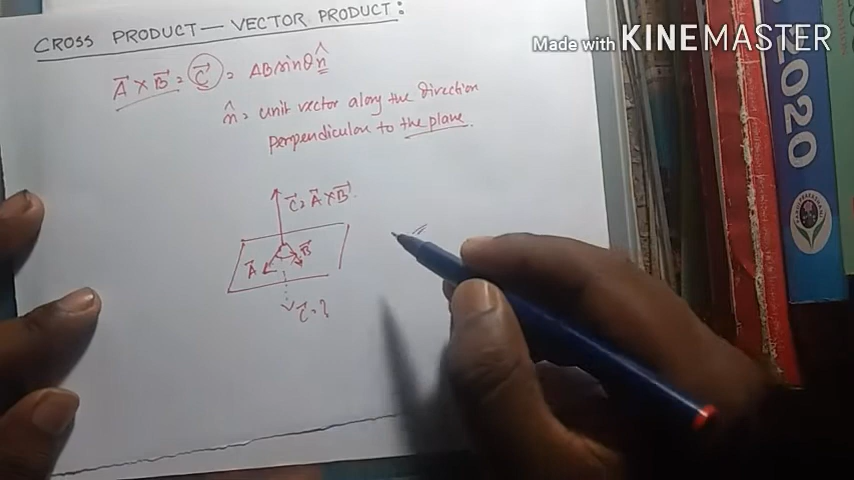 CROSS PRODUCT — VECTOR PRODUCT:
Made with KINEMASTER
A⃗ × B⃗ = C⃗ = AB sinθ n̂
n̂ = unit vector along the direction
perpendicular to the plane.
C⃗ = A⃗ × B⃗.
A⃗
B⃗
C⃗ = ?
2020